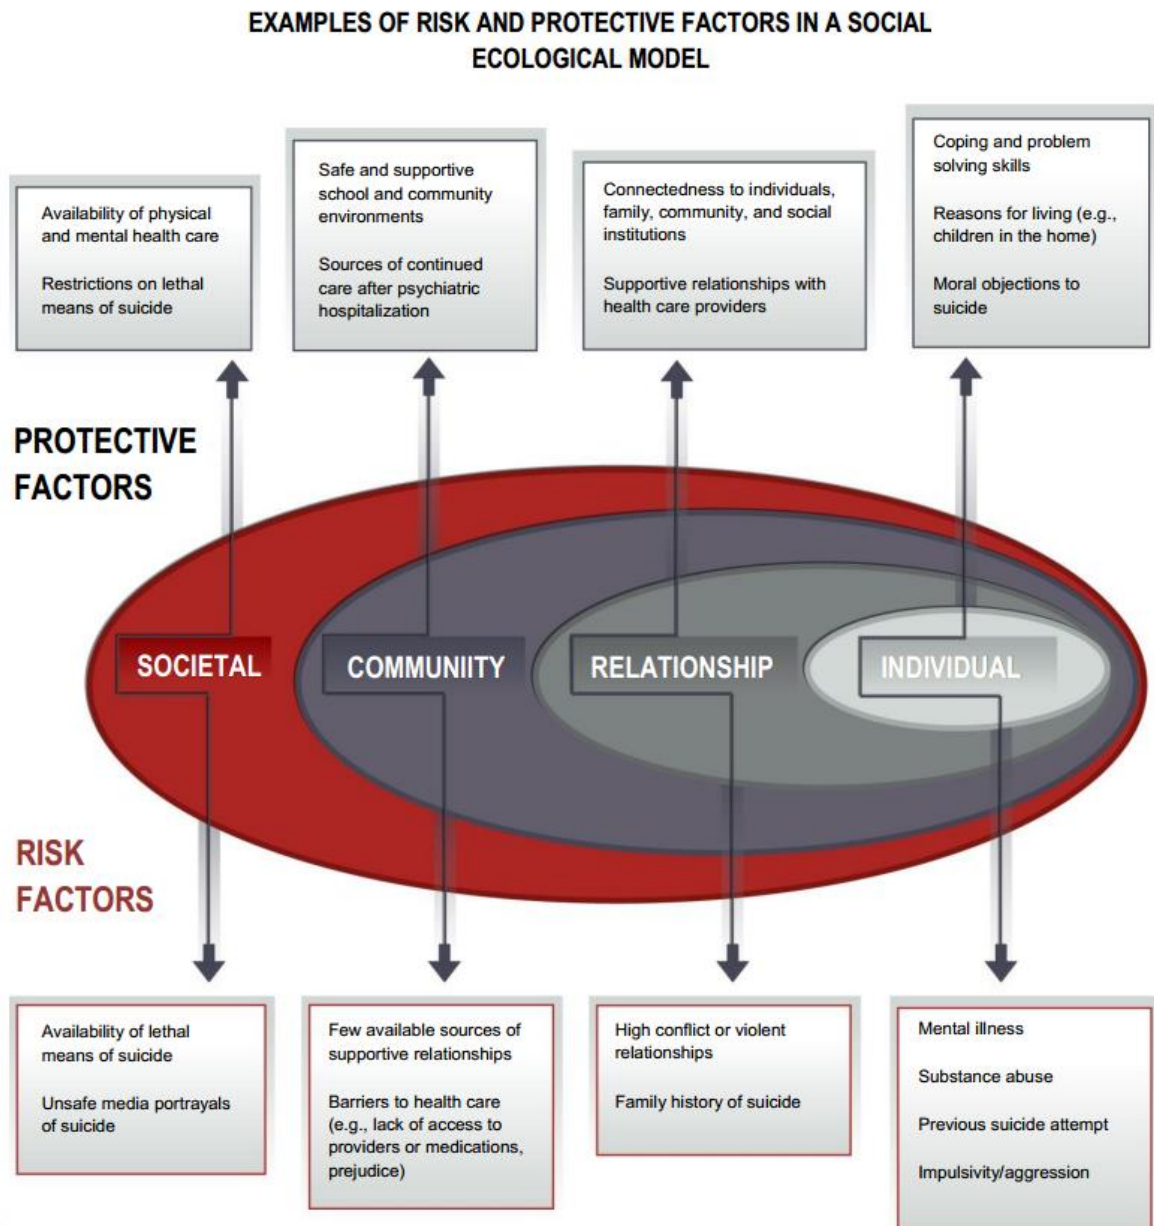 EXAMPLES OF RISK AND PROTECTIVE FACTORS IN A SOCIAL
ECOLOGICAL MODEL
Availability of physical
and mental health care
Restrictions on lethal
means of suicide
Safe and supportive
school and community
environments
Sources of continued
care after psychiatric
hospitalization
Connectedness to individuals,
family, community, and social
institutions
Supportive relationships with
health care providers
Coping and problem
solving skills
Reasons for living (e.g.,
children in the home)
Moral objections to
suicide
PROTECTIVE
FACTORS
SOCIETAL
COMMUNIITY
RELATIONSHIP
INDIVIDUAL
RISK
FACTORS
Availability of lethal
means of suicide
Unsafe media portrayals
of suicide
Few available sources of
supportive relationships
Barriers to health care
(e.g., lack of access to
providers or medications,
prejudice)
High conflict or violent
relationships
Family history of suicide
Mental illness
Substance abuse
Previous suicide attempt
Impulsivity/aggression